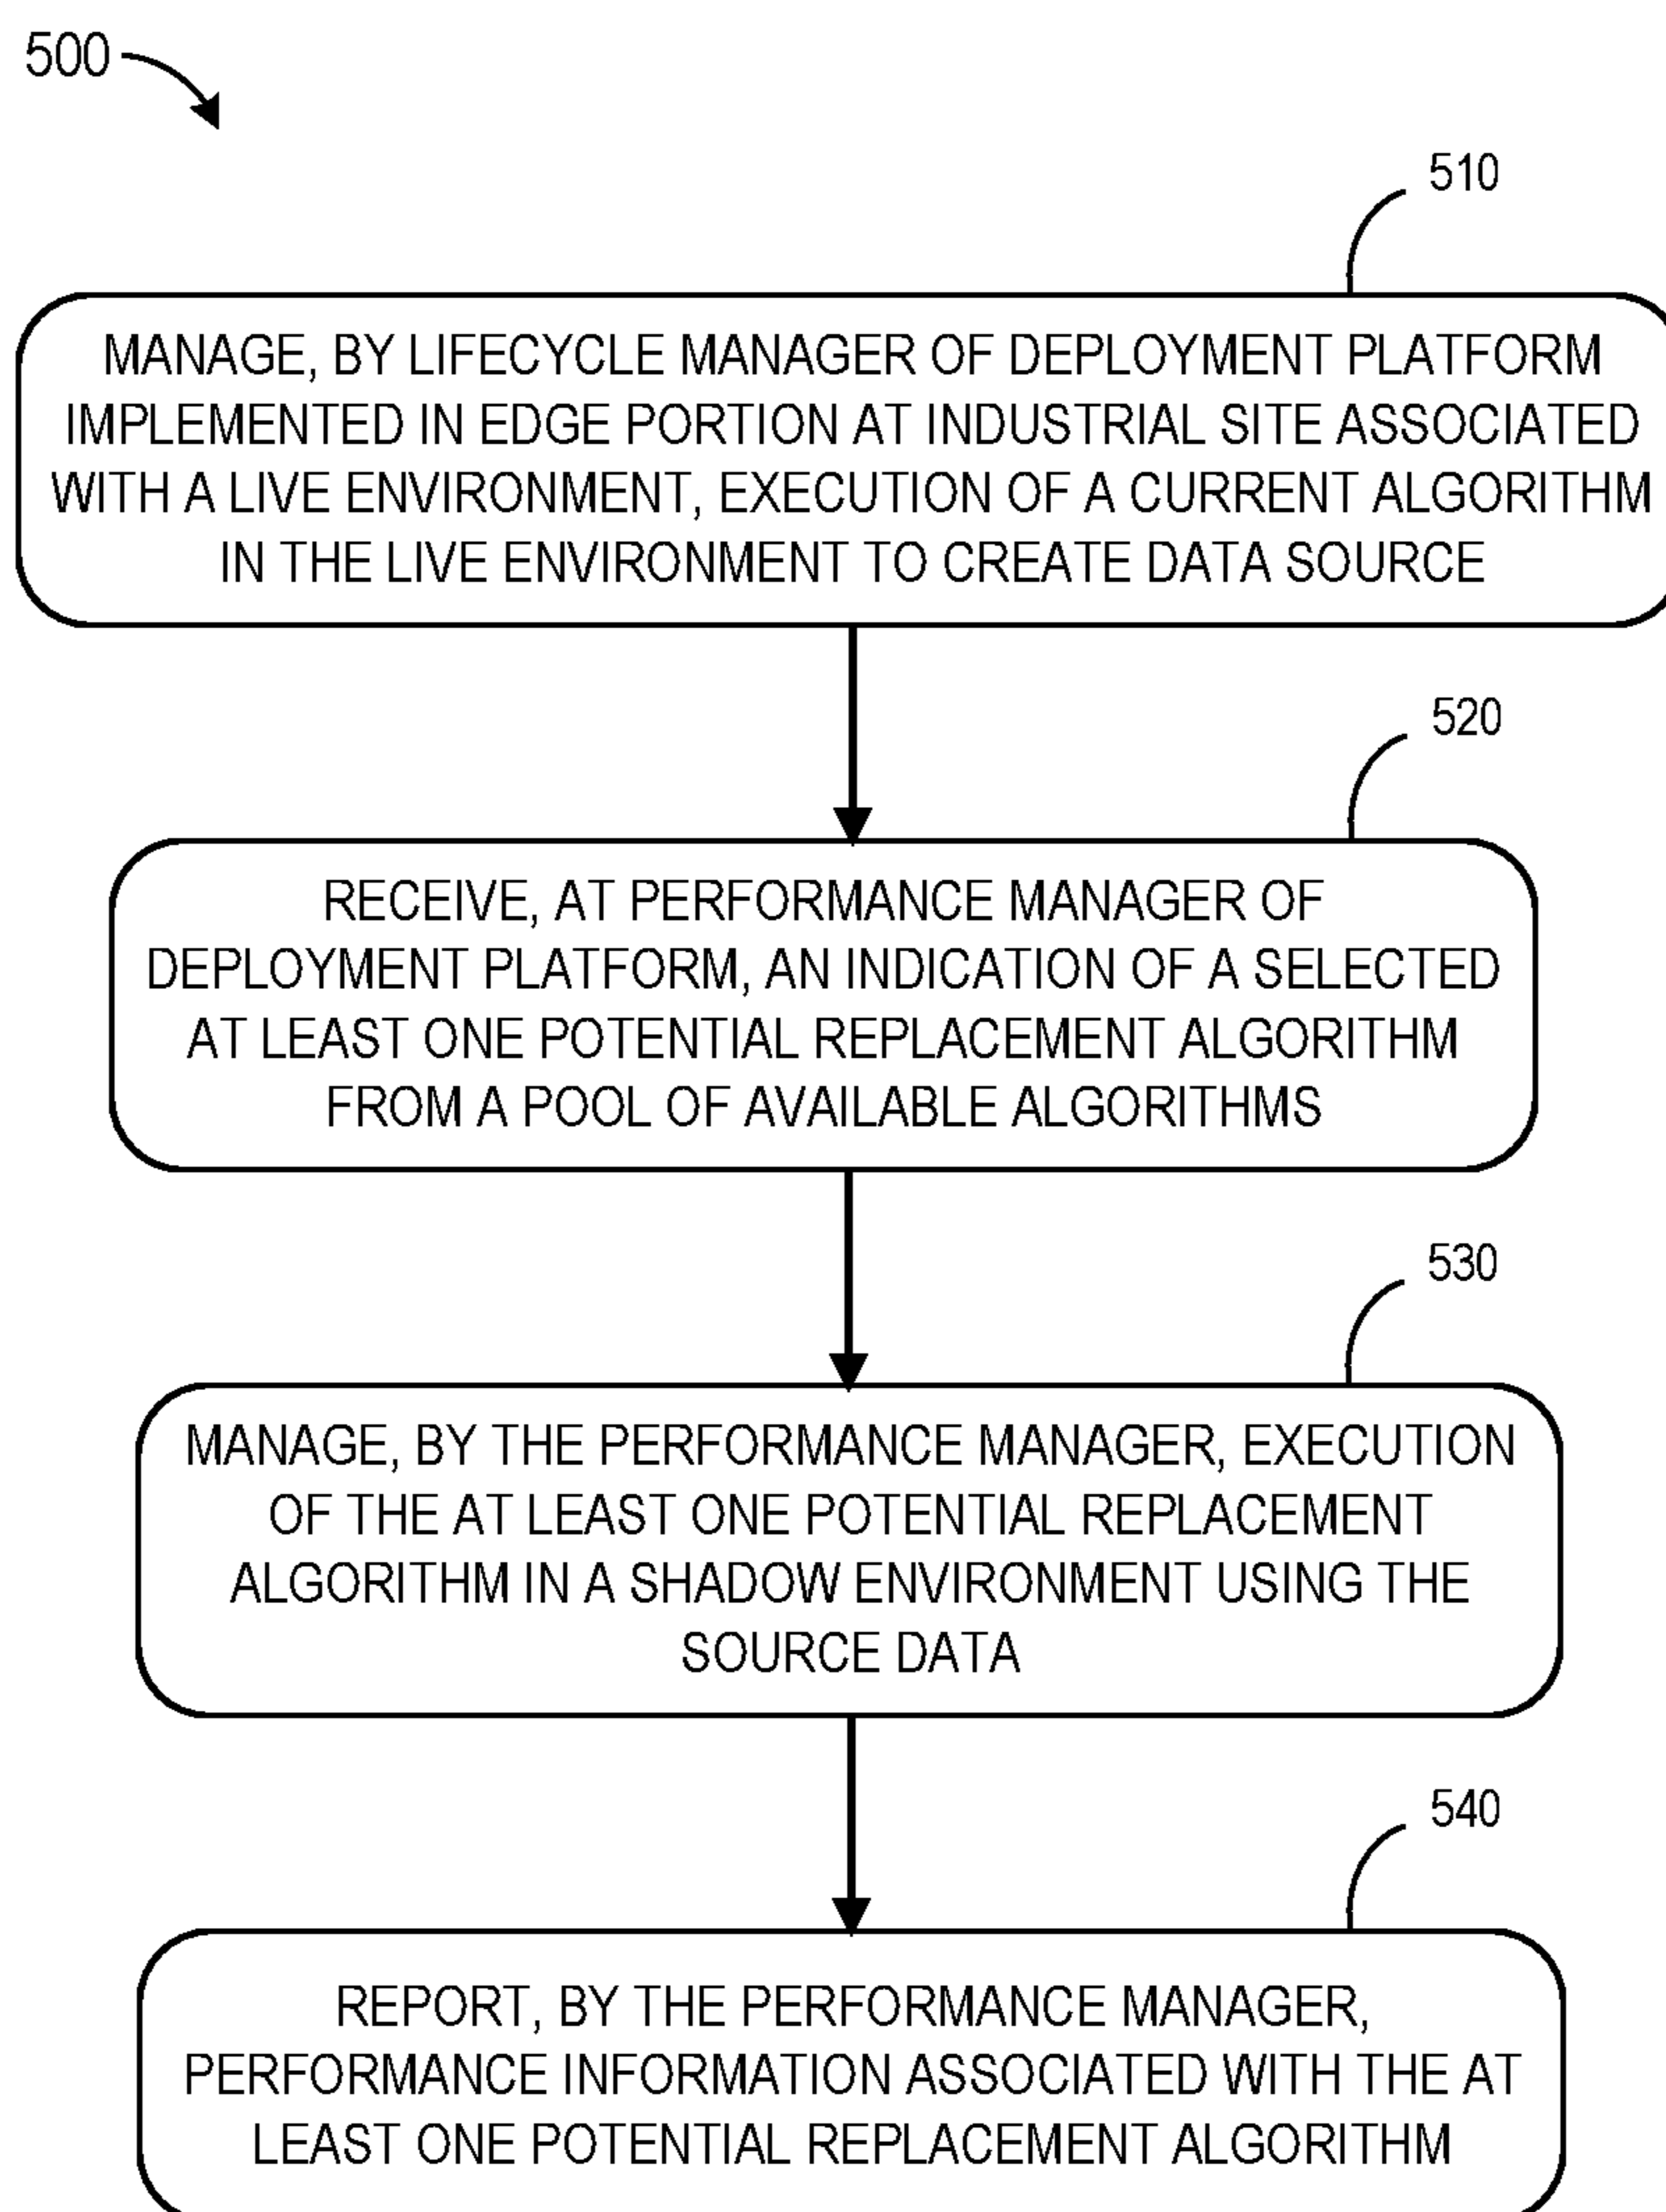 500
510
MANAGE, BY LIFECYCLE MANAGER OF DEPLOYMENT PLATFORM
IMPLEMENTED IN EDGE PORTION AT INDUSTRIAL SITE ASSOCIATED
WITH A LIVE ENVIRONMENT, EXECUTION OF A CURRENT ALGORITHM
IN THE LIVE ENVIRONMENT TO CREATE DATA SOURCE
520
RECEIVE, AT PERFORMANCE MANAGER OF
DEPLOYMENT PLATFORM, AN INDICATION OF A SELECTED
AT LEAST ONE POTENTIAL REPLACEMENT ALGORITHM
FROM A POOL OF AVAILABLE ALGORITHMS
530
MANAGE, BY THE PERFORMANCE MANAGER, EXECUTION
OF THE AT LEAST ONE POTENTIAL REPLACEMENT
ALGORITHM IN A SHADOW ENVIRONMENT USING THE
SOURCE DATA
540
REPORT, BY THE PERFORMANCE MANAGER,
PERFORMANCE INFORMATION ASSOCIATED WITH THE AT
LEAST ONE POTENTIAL REPLACEMENT ALGORITHM